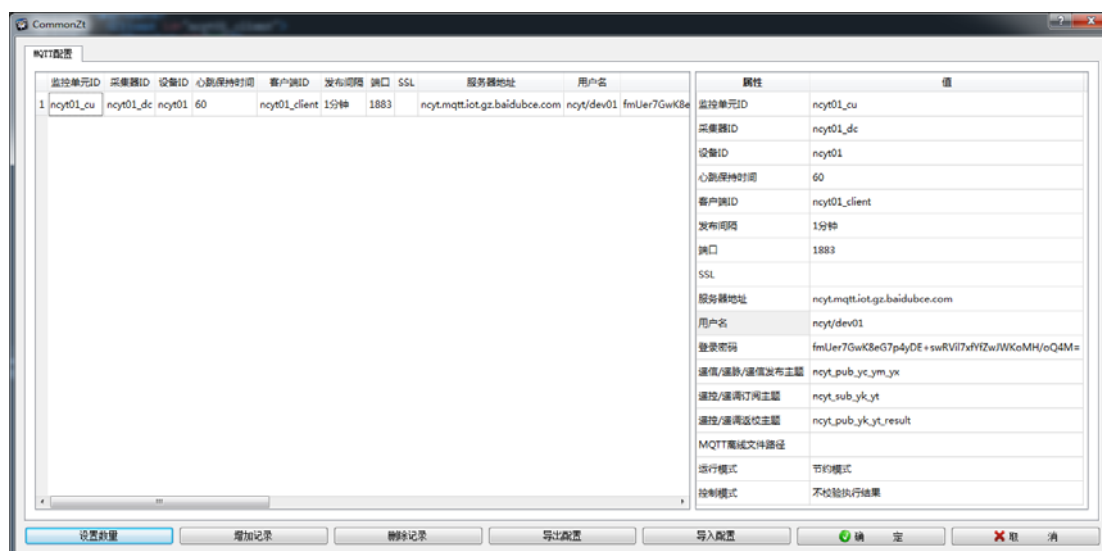 CommonZt
MQTT配置
监控单元ID 采集器ID 设备ID 心跳保持时间 客户端ID 发布间隔 端口 SSL 服务器地址 用户名
1 ncyt01_cu ncyt01_dc ncyt01 60 ncyt01_client 1分钟 1883 ncyt.mqtt.iot.gz.baidubce.com ncyt/dev01 fmUer7GwK8e
属性 值
监控单元ID ncyt01_cu
采集器ID ncyt01_dc
设备ID ncyt01
心跳保持时间 60
客户端ID ncyt01_client
发布间隔 1分钟
端口 1883
SSL
服务器地址 ncyt.mqtt.iot.gz.baidubce.com
用户名 ncyt/dev01
登录密码 fmUer7GwK8eG7p4yDE+swRVil7xfYfZwJWKoMH/oQ4M=
遥信/遥脉/遥信发布主题 ncyt_pub_yc_ym_yx
遥控/遥调订阅主题 ncyt_sub_yk_yt
遥控/遥调返校主题 ncyt_pub_yk_yt_result
MQTT离线文件路径
运行模式 节约模式
控制模式 不校验执行结果
设置数量 增加记录 删除记录 导出配置 导入配置 确 定 取 消